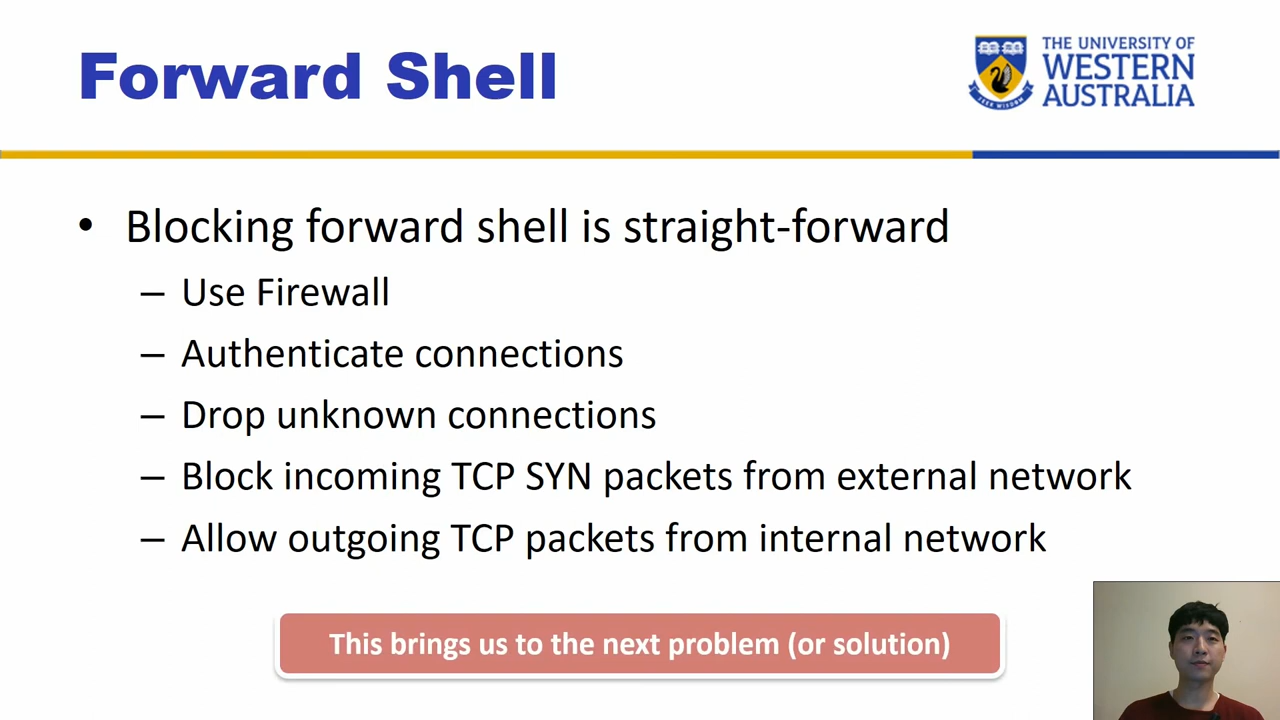 Forward Shell
THE UNIVERSITY OF
WESTERN
AUSTRALIA
SEEK WISDOM
• Blocking forward shell is straight-forward
– Use Firewall
– Authenticate connections
– Drop unknown connections
– Block incoming TCP SYN packets from external network
– Allow outgoing TCP packets from internal network
This brings us to the next problem (or solution)